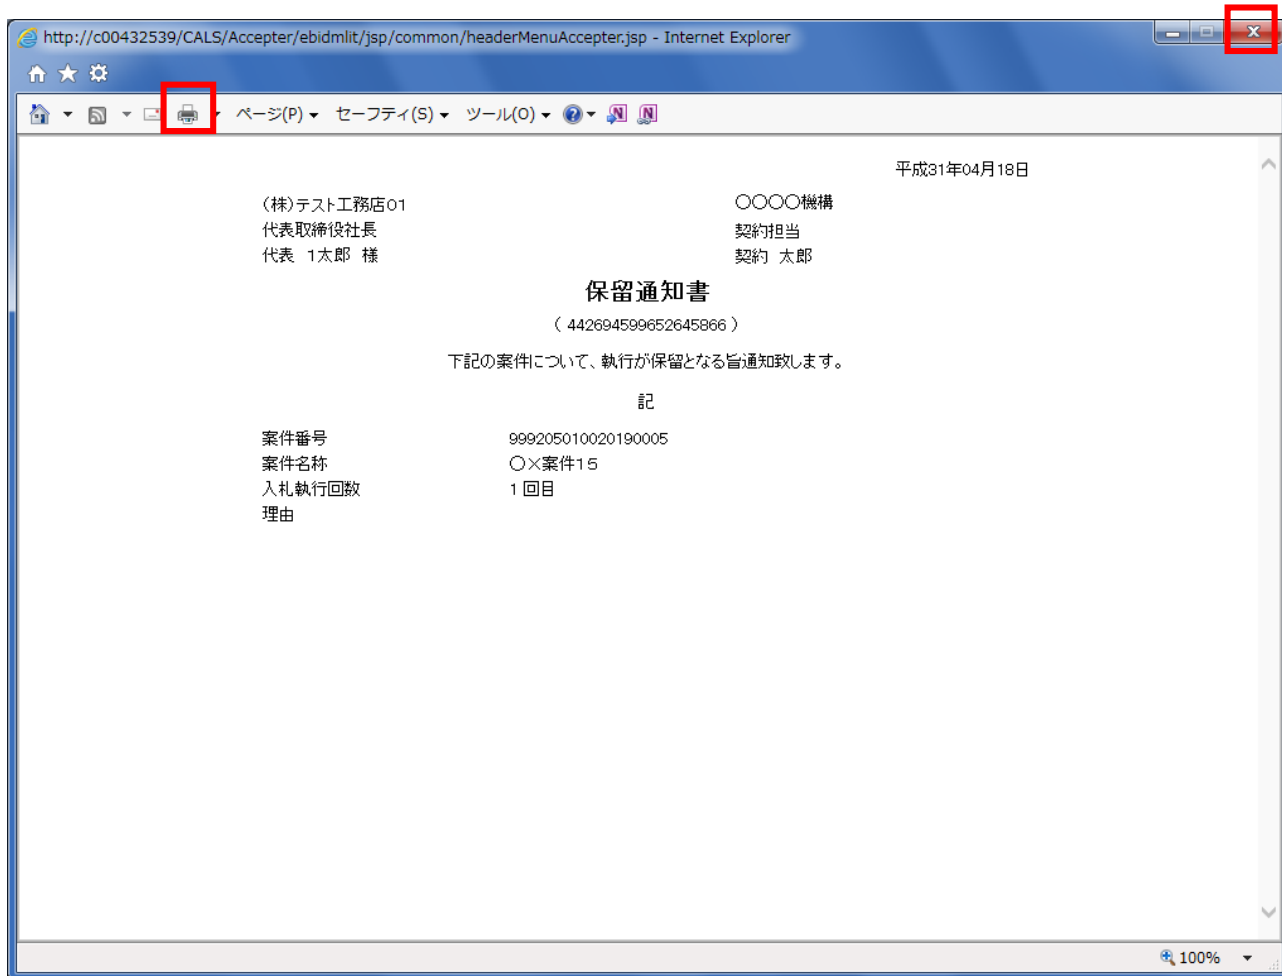 http://c00432539/CALS/Accepter/ebidmlit/jsp/common/headerMenuAccepter.jsp - Internet Explorer
ページ(P) セーフティ(S) ツール(O)
平成31年04月18日
(株)テスト工務店01 〇〇〇〇機構
代表取締役社長 契約担当
代表 1太郎 様 契約 太郎
保留通知書
( 442694599652645866 )
下記の案件について、執行が保留となる旨通知致します。
記
案件番号 999205010020190005
案件名称 〇×案件15
入札執行回数 1回目
理由
100%